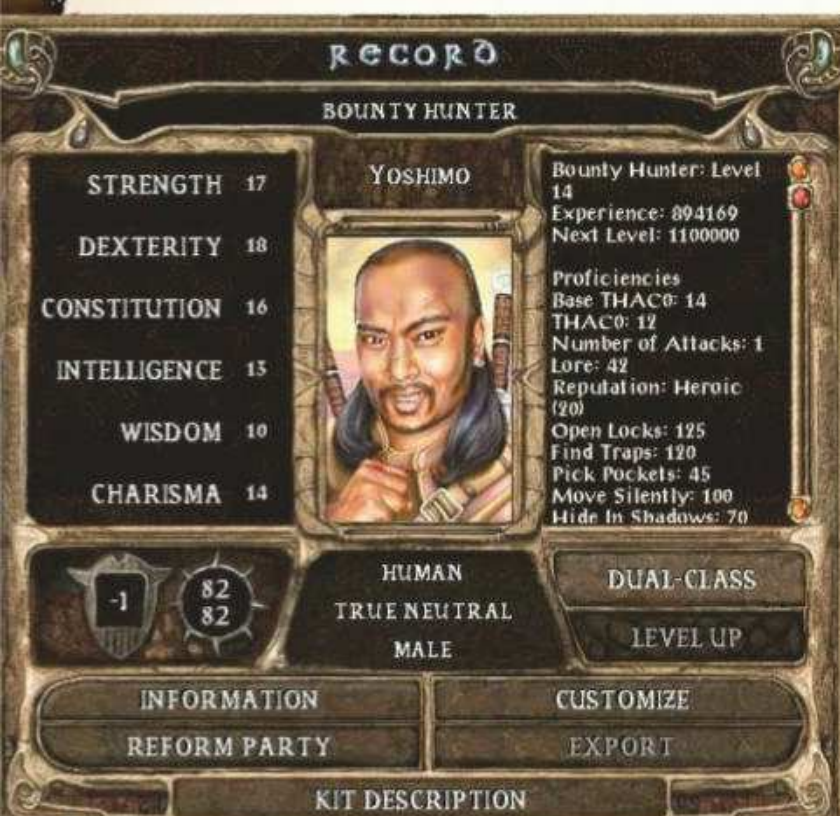 RECORD
BOUNTY HUNTER
STRENGTH 17
DEXTERITY 18
CONSTITUTION 16
INTELLIGENCE 13
WISDOM 10
CHARISMA 14
YOSHIMO
Bounty Hunter: Level
14
Experience: 894169
Next Level: 1100000
Proficiencies
Base THAC0: 14
THAC0: 12
Number of Attacks: 1
Lore: 42
Reputation: Heroic
(20)
Open Locks: 125
Find Traps: 120
Pick Pockets: 45
Move Silently: 100
Hide In Shadows: 70
-1
82
82
HUMAN
TRUE NEUTRAL
MALE
DUAL-CLASS
LEVEL UP
INFORMATION
CUSTOMIZE
REFORM PARTY
EXPORT
KIT DESCRIPTION